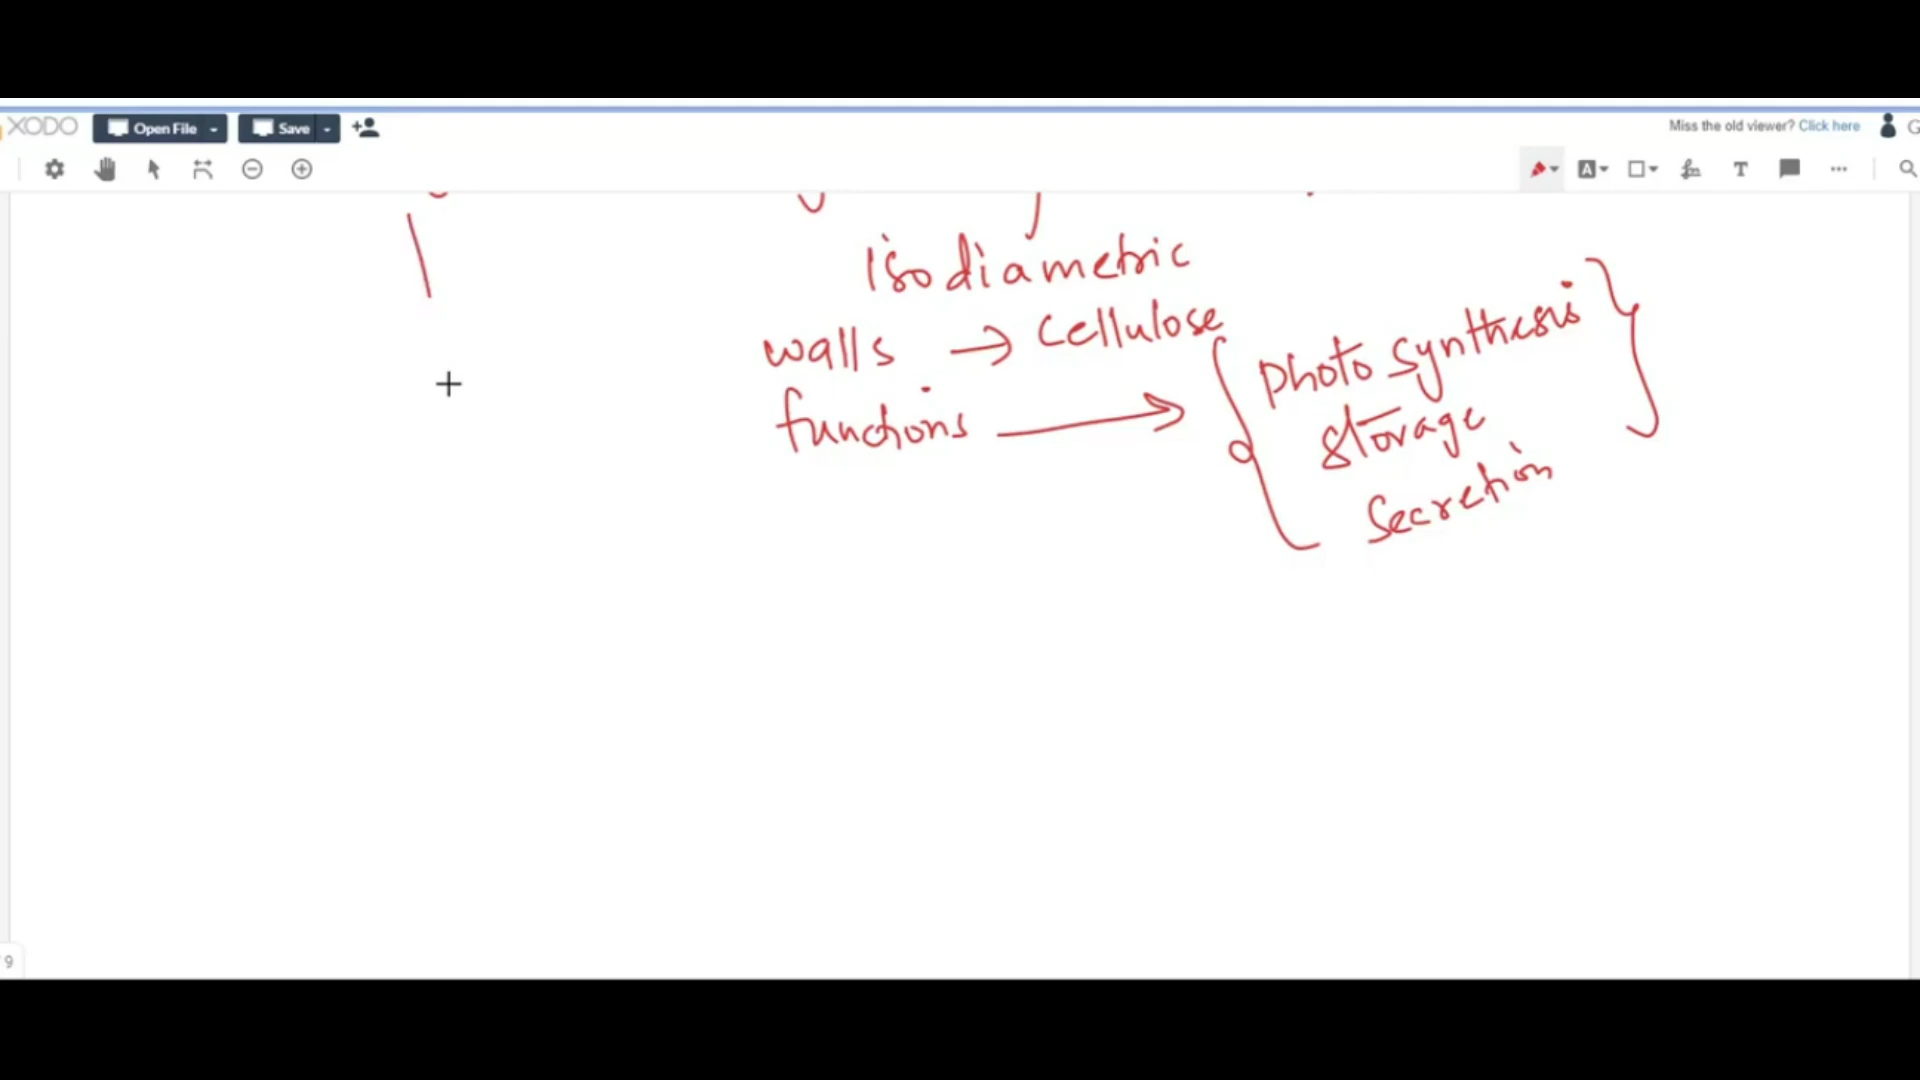 XODO Open File Save Miss the old viewer? Click here G
A T
Isodiametric
walls → Cellulose
functions → photosynthesis
storage
Secretion
9